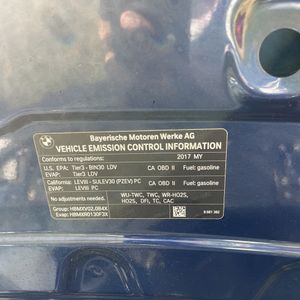 BMW
Bayerische Motoren Werke AG
VEHICLE EMISSION CONTROL INFORMATION
Conforms to regulations: 2017 MY
U.S. EPA: Tier3 - BIN30 LDV CA OBD II Fuel: gasoline
EVAP: Tier3 LDV
California: LEVIII - SULEV30 (PZEV) PC CA OBD II Fuel: gasoline
EVAP: LEVIII PC
No adjustments needed. WU-TWC, TWC, WR-HO2S,
HO2S, DFI, TC, CAC
Group: HBMXV02.0B4X
Evap: HBMXR0130F3X